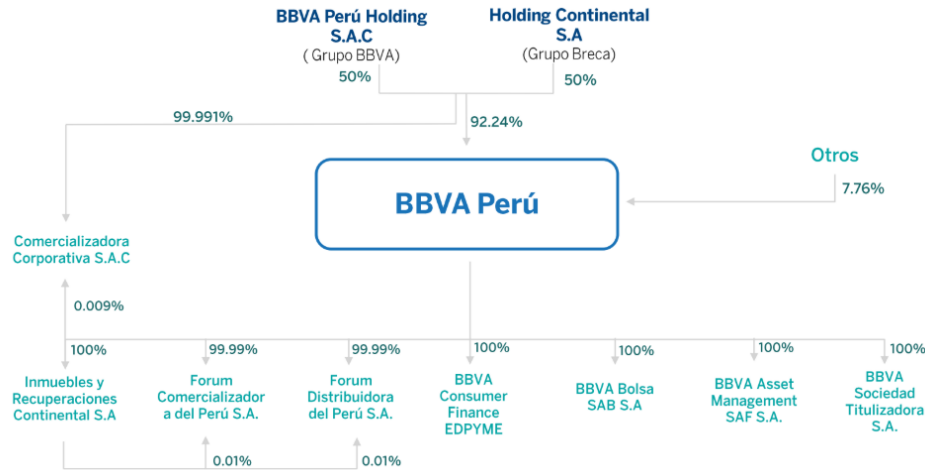 BBVA Perú Holding
S.A.C
( Grupo BBVA)
50%
Holding Continental
S.A
(Grupo Breca)
50%
99.991%
92.24%
Otros
7.76%
BBVA Perú
Comercializadora
Corporativa S.A.C
0.009%
100%
99.99%
99.99%
100%
100%
100%
100%
Inmuebles y
Recuperaciones
Continental S.A
Forum
Comercializador
a del Perú S.A.
Forum
Distribuidora
del Perú S.A.
BBVA
Consumer
Finance
EDPYME
BBVA Bolsa
SAB S.A
BBVA Asset
Management
SAF S.A.
BBVA
Sociedad
Titulizadora
S.A.
0.01%
0.01%